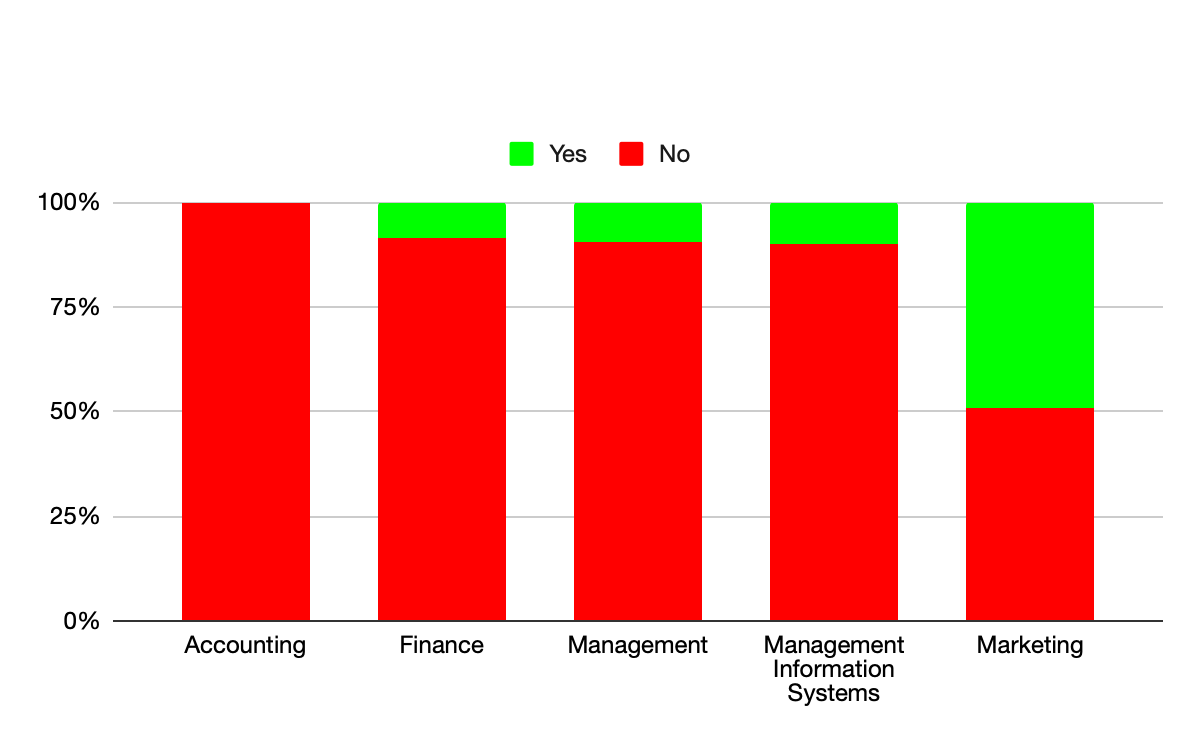 Yes No
100%
75%
50%
25%
0%
Accounting Finance Management Management Marketing
Information
Systems